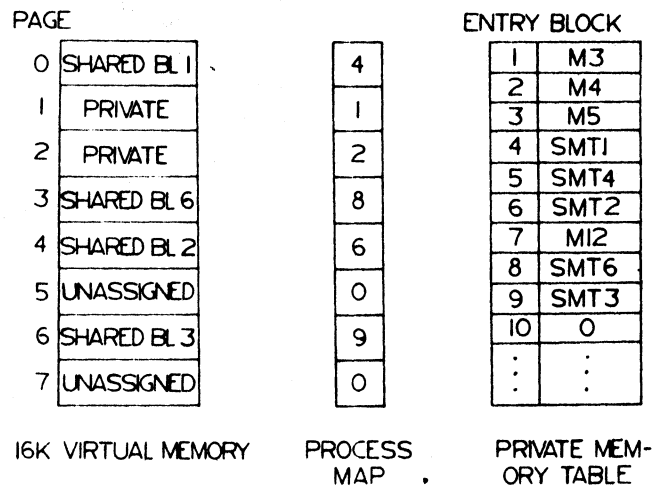 PAGE
ENTRY BLOCK
0 SHARED BL 1 4 1 M3
2 M4
1 PRIVATE 1 3 M5
2 PRIVATE 2 4 SMT1
5 SMT4
3 SHARED BL 6 8 6 SMT2
4 SHARED BL 2 6 7 M12
8 SMT6
5 UNASSIGNED 0 9 SMT3
6 SHARED BL 3 9 10 0
7 UNASSIGNED 0
16K VIRTUAL MEMORY PROCESS PRIVATE MEM-
MAP . ORY TABLE